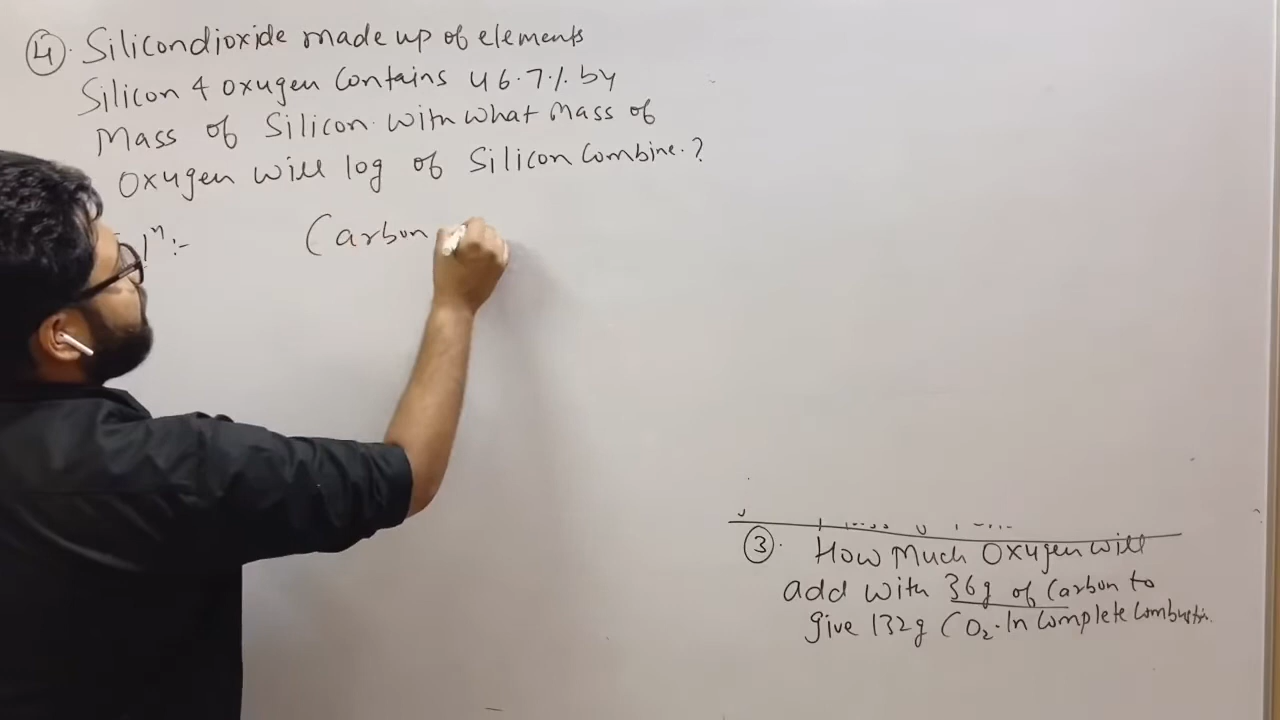 4. Silicondioxide made up of elements
Silicon & oxygen Contains 46.7% by
Mass of Silicon. With what Mass of
Oxygen will 10g of Silicon Combine.?
lⁿ:-
Carbon
3. How Much Oxygen will
add with 36g of Carbon to
give 132g CO₂. In Complete Combustion.